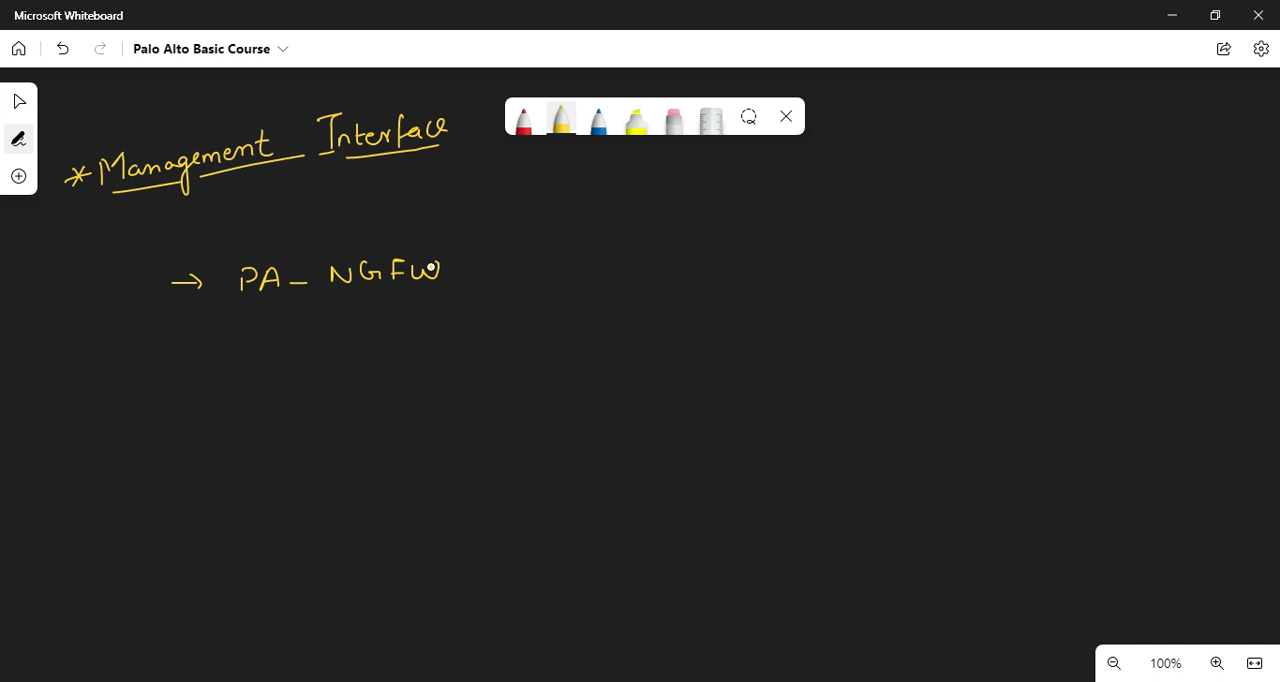 Microsoft Whiteboard
Palo Alto Basic Course
* Management Interface
→ PA - NGFW
100%